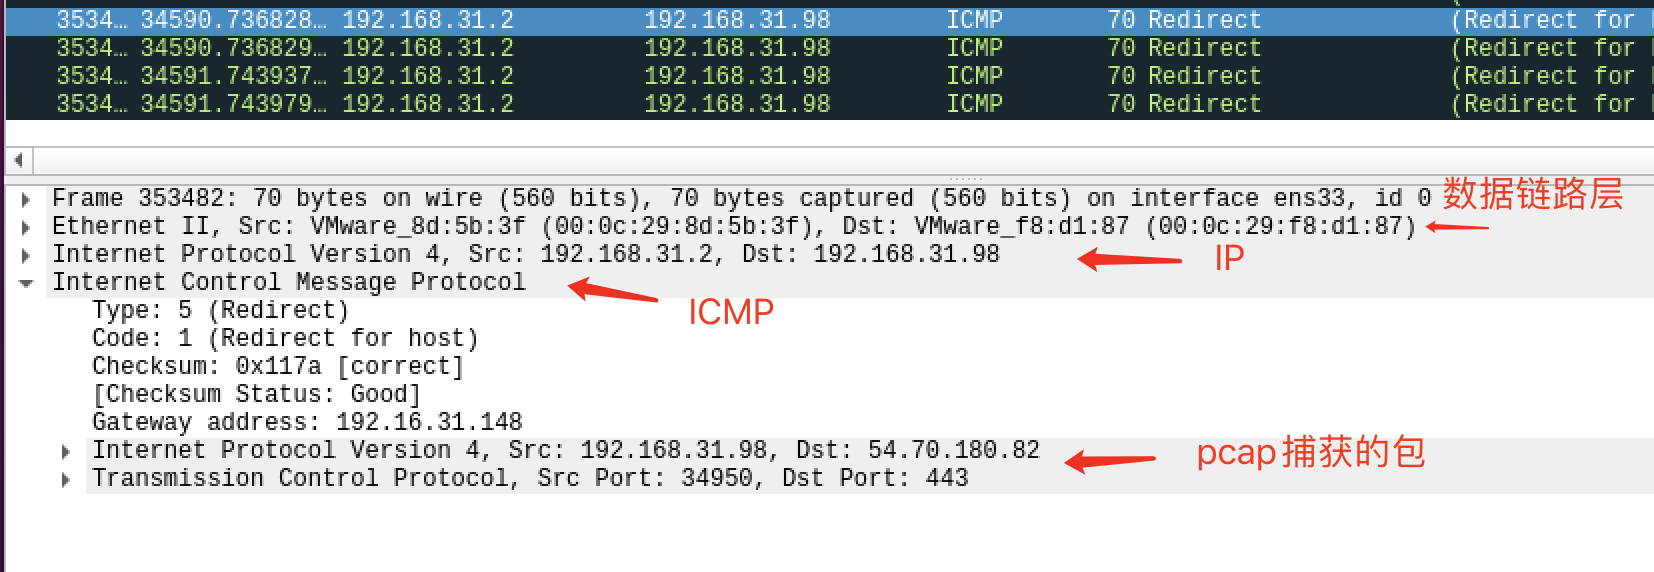 3534… 34590.736828… 192.168.31.2 192.168.31.98 ICMP 70 Redirect (Redirect for
3534… 34590.736829… 192.168.31.2 192.168.31.98 ICMP 70 Redirect (Redirect for
3534… 34591.743937… 192.168.31.2 192.168.31.98 ICMP 70 Redirect (Redirect for
3534… 34591.743979… 192.168.31.2 192.168.31.98 ICMP 70 Redirect (Redirect for
Frame 353482: 70 bytes on wire (560 bits), 70 bytes captured (560 bits) on interface ens33, id 0 数据链路层
Ethernet II, Src: VMware_8d:5b:3f (00:0c:29:8d:5b:3f), Dst: VMware_f8:d1:87 (00:0c:29:f8:d1:87)
Internet Protocol Version 4, Src: 192.168.31.2, Dst: 192.168.31.98 IP
Internet Control Message Protocol
ICMP
Type: 5 (Redirect)
Code: 1 (Redirect for host)
Checksum: 0x117a [correct]
[Checksum Status: Good]
Gateway address: 192.16.31.148
Internet Protocol Version 4, Src: 192.168.31.98, Dst: 54.70.180.82 pcap捕获的包
Transmission Control Protocol, Src Port: 34950, Dst Port: 443